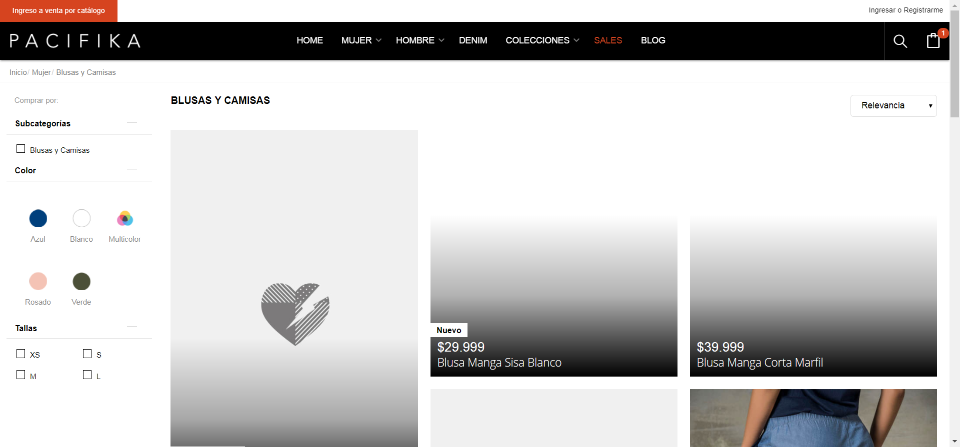 Ingreso a venta por catálogo
Ingresar o Registrarme
PACIFIKA
HOME MUJER HOMBRE DENIM COLECCIONES SALES BLOG
1
Inicio/ Mujer/ Blusas y Camisas
Comprar por:
BLUSAS Y CAMISAS
Relevancia
Subcategorías
Blusas y Camisas
Color
Azul Blanco Multicolor
Rosado Verde
Tallas
XS S
M L
Nuevo
$29.999
Blusa Manga Sisa Blanco
$39.999
Blusa Manga Corta Marfil